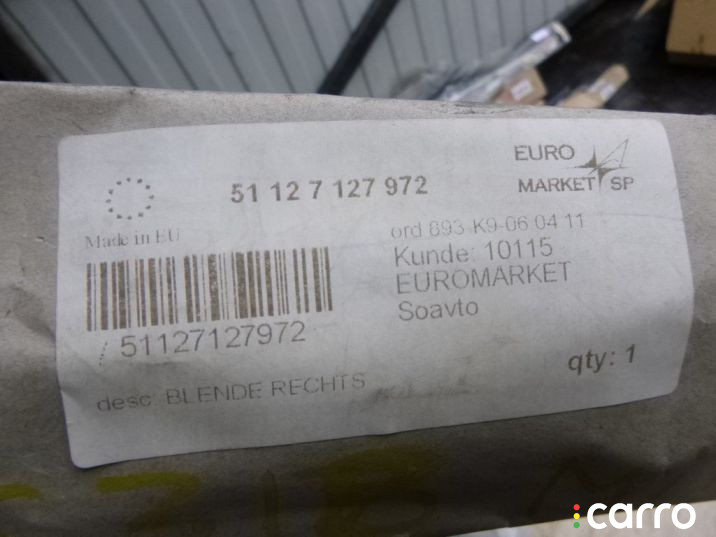 51 12 7 127 972
EURO
MARKET SP
Made in EU
ord 893-K9-06 04 11
Kunde: 10115
EUROMARKET
Soavto
51127127972
qty: 1
desc: BLENDE RECHTS
carro